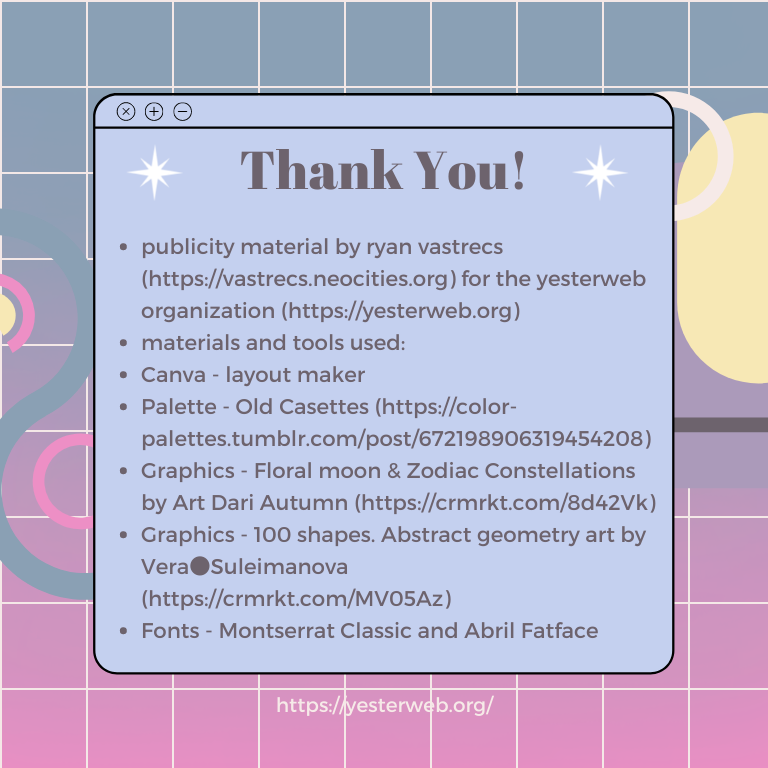 Thank You!
• publicity material by ryan vastrecs
(https://vastrecs.neocities.org) for the yesterweb
organization (https://yesterweb.org)
• materials and tools used:
• Canva - layout maker
• Palette - Old Casettes (https://color-
palettes.tumblr.com/post/672198906319454208)
• Graphics - Floral moon & Zodiac Constellations
by Art Dari Autumn (https://crmrkt.com/8d42Vk)
• Graphics - 100 shapes. Abstract geometry art by
Vera●Suleimanova
(https://crmrkt.com/MV05Az)
• Fonts - Montserrat Classic and Abril Fatface
https://yesterweb.org/